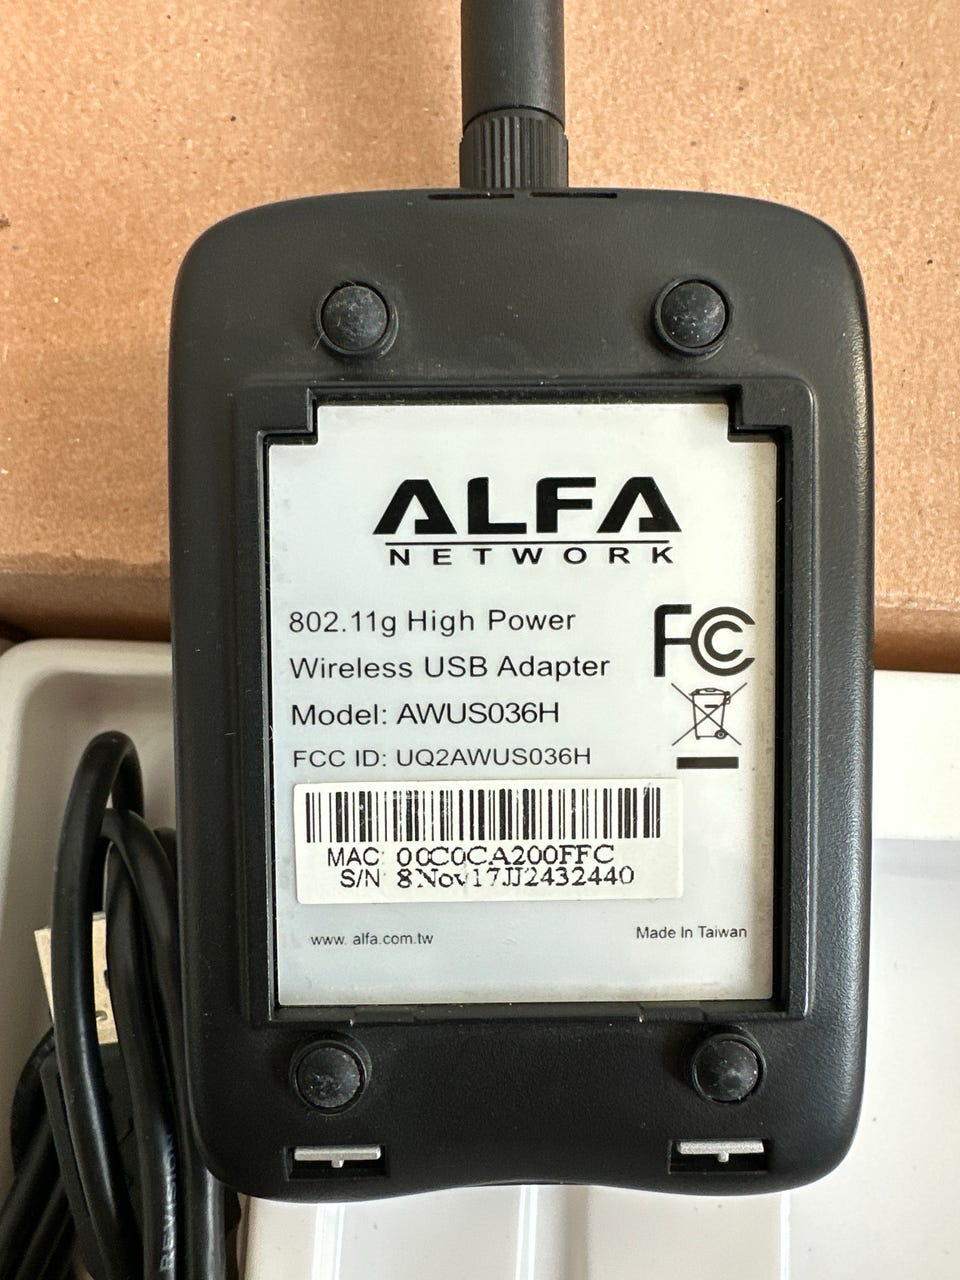 ALFA
NETWORK
802.11g High Power
Wireless USB Adapter
Model: AWUS036H
FCC ID: UQ2AWUS036H
FC
MAC: 00C0CA200FFC
S/N: 8Nov17JJ2432440
www. alfa.com.tw
Made In Taiwan
REVISION